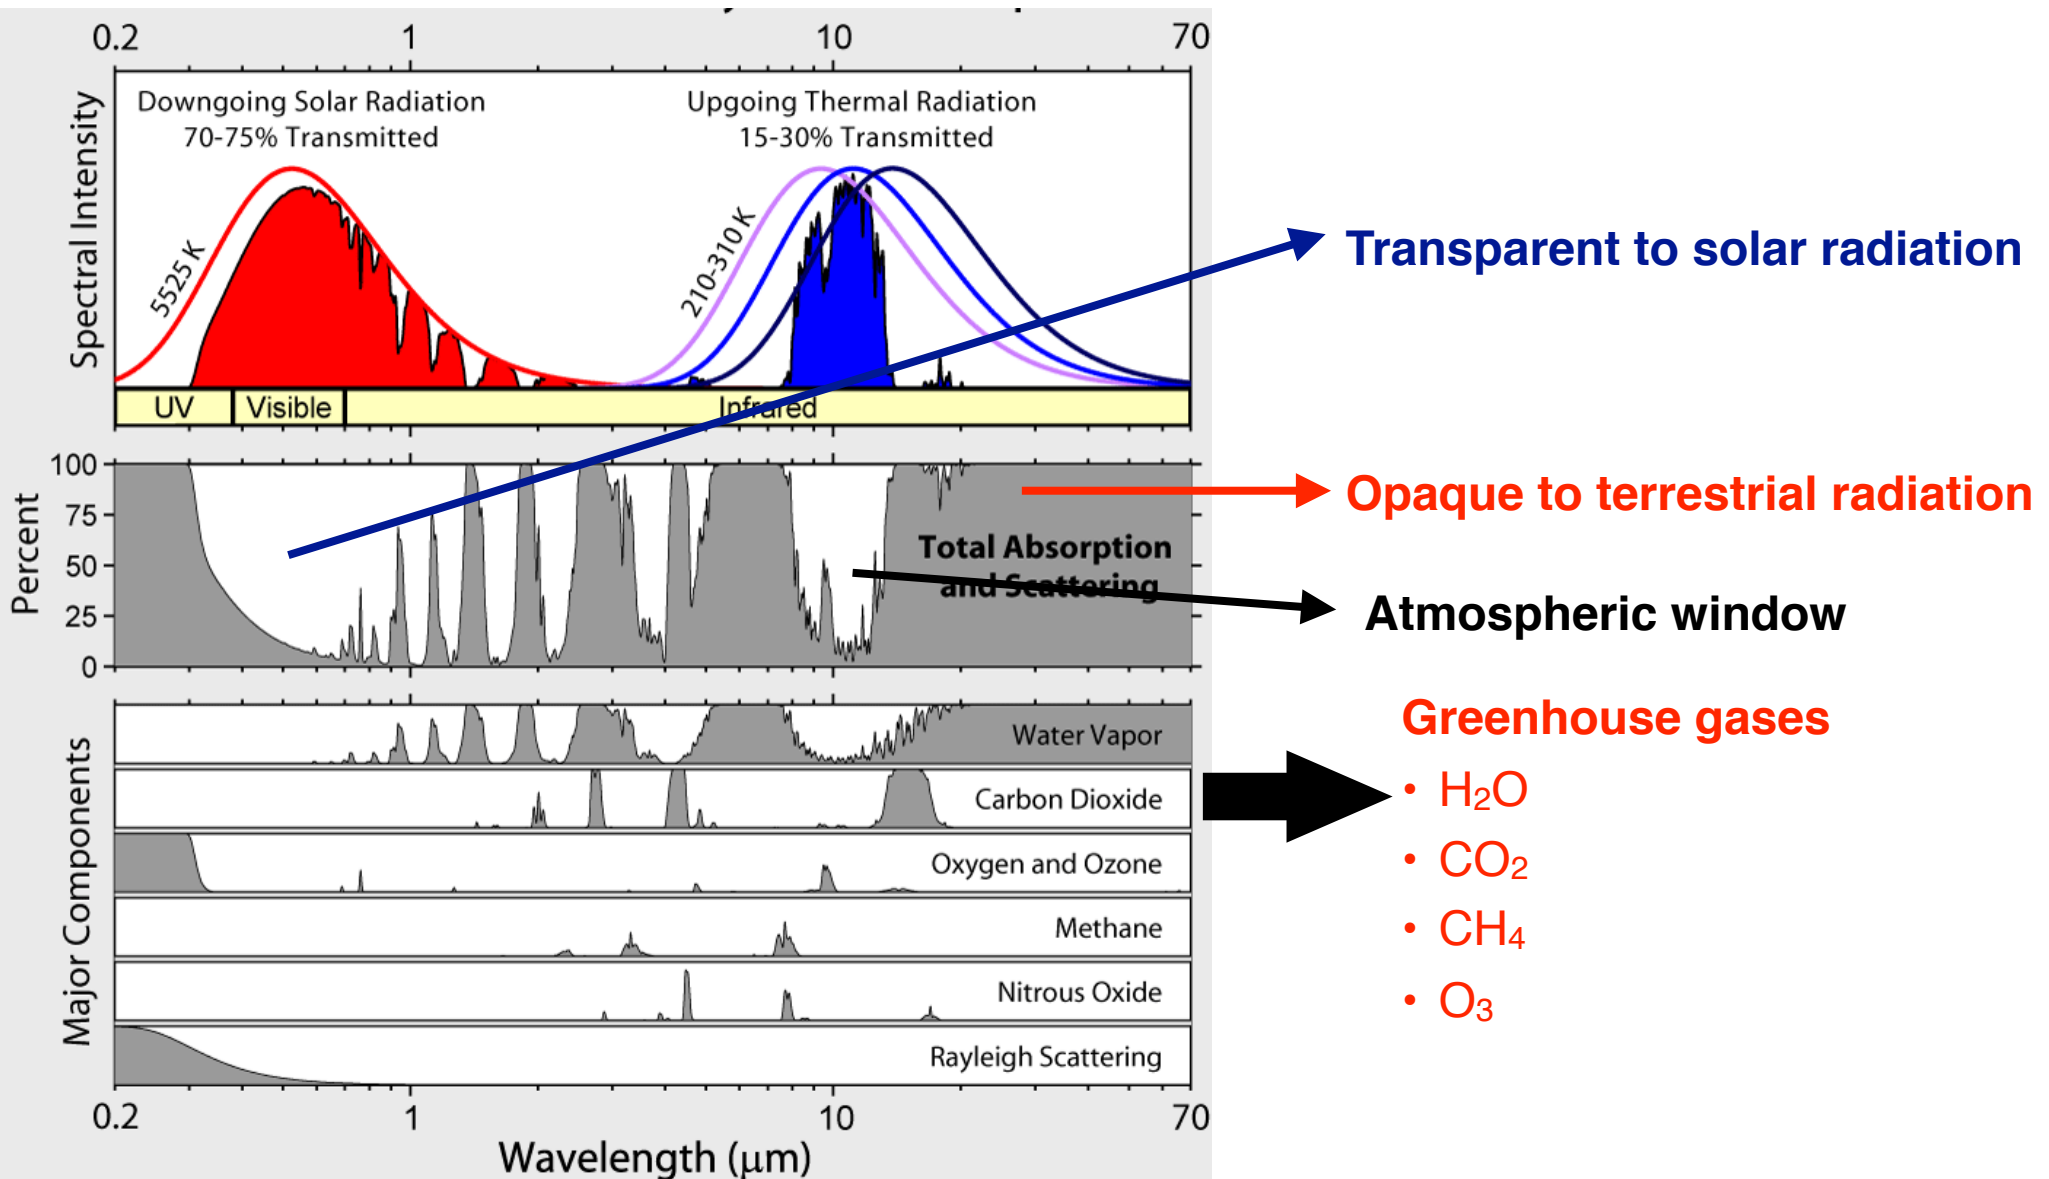 0.2 1 10 70
Downgoing Solar Radiation
70-75% Transmitted
Upgoing Thermal Radiation
15-30% Transmitted
Spectral Intensity
5525 K
210-310 K
UV Visible Infrared
Transparent to solar radiation
Percent
100
75
50
25
0
Total Absorption
and Scattering
Opaque to terrestrial radiation
Atmospheric window
Major Components
Water Vapor
Carbon Dioxide
Oxygen and Ozone
Methane
Nitrous Oxide
Rayleigh Scattering
0.2 1 10 70
Wavelength (μm)
Greenhouse gases
• H₂O
• CO₂
• CH₄
• O₃